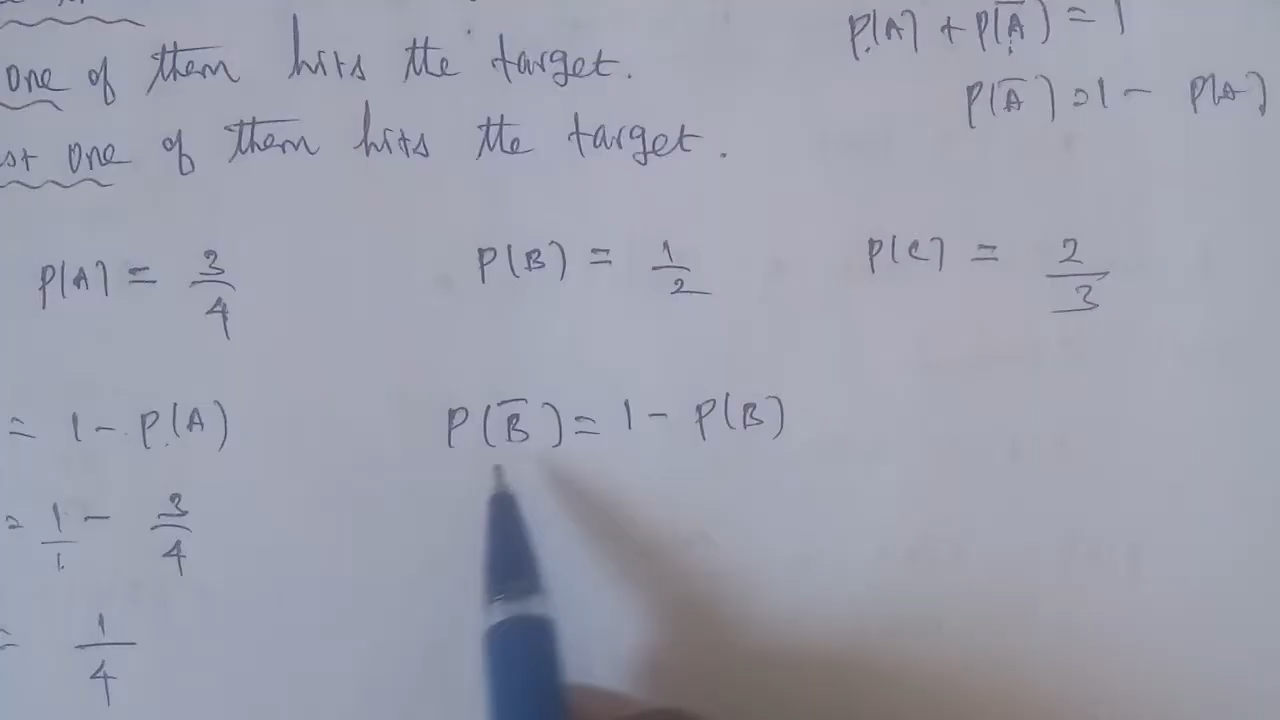 one of them hits the target.
st one of them hits the target.
P(A) + P(A̅) = 1
P(A̅) = 1 - P(A)
P(A) = 3/4 P(B) = 1/2 P(C) = 2/3
= 1 - P(A) P(B̅) = 1 - P(B)
= 1/1 - 3/4
= 1/4